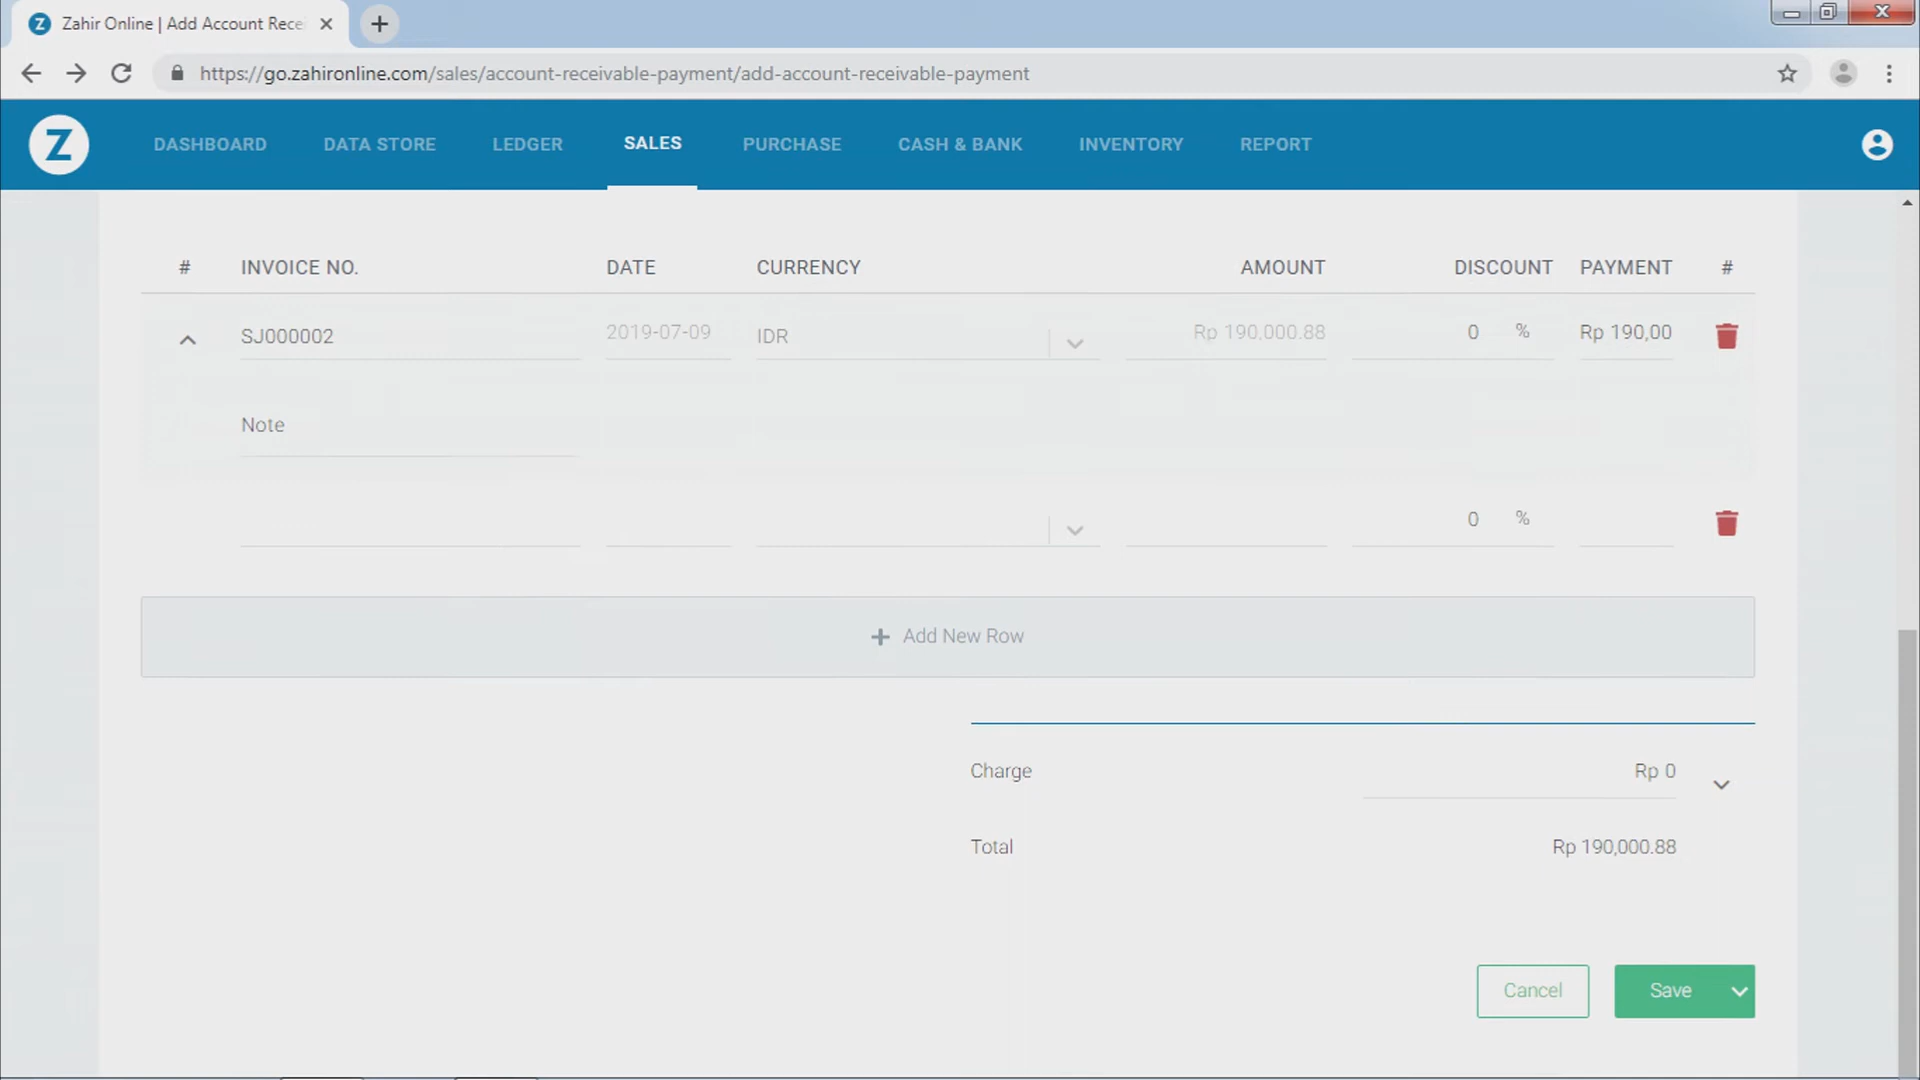 Z Zahir Online | Add Account Rece
https://go.zahironline.com/sales/account-receivable-payment/add-account-receivable-payment
Z DASHBOARD DATA STORE LEDGER SALES PURCHASE CASH & BANK INVENTORY REPORT
# INVOICE NO. DATE CURRENCY AMOUNT DISCOUNT PAYMENT #
SJ000002 2019-07-09 IDR Rp 190,000.88 0 % Rp 190,00
Note
0 %
+ Add New Row
Charge Rp 0
Total Rp 190,000.88
Cancel Save